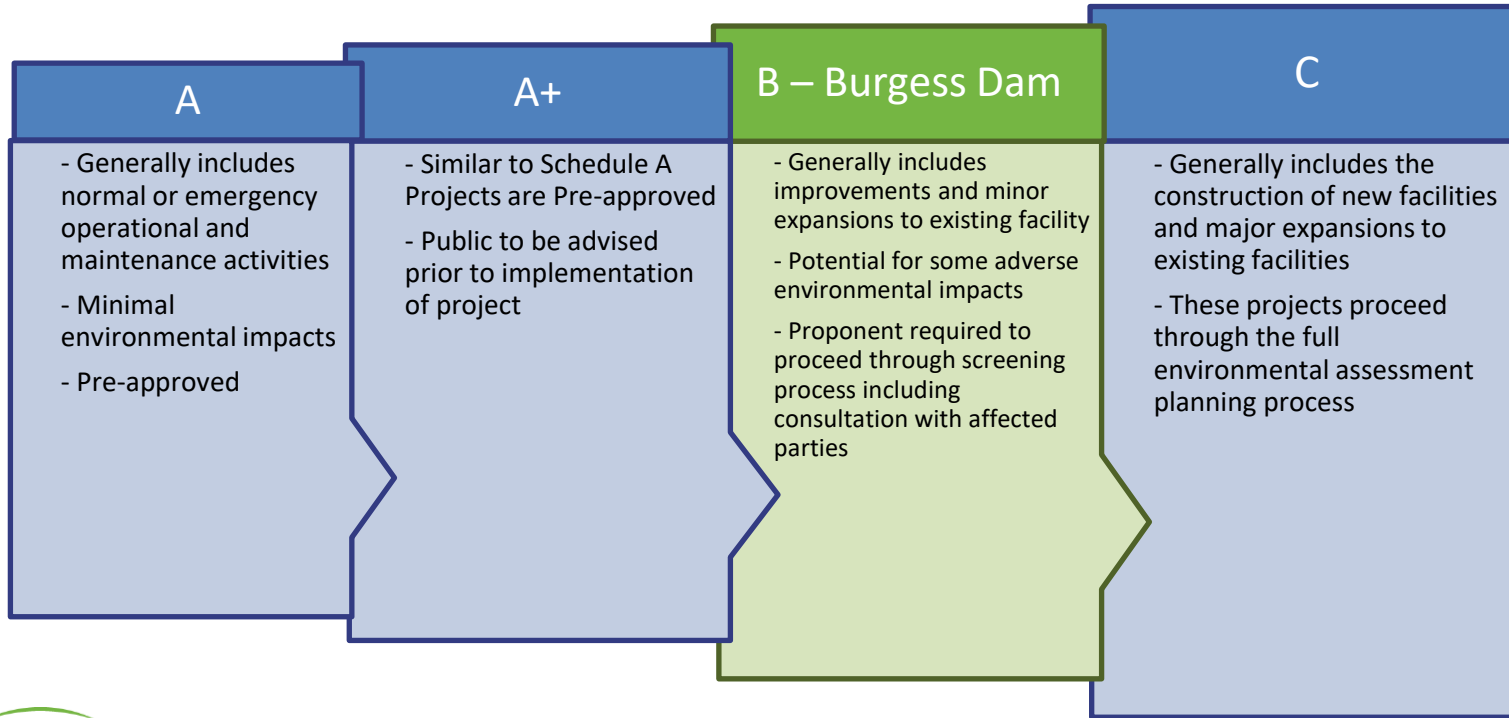 A
- Generally includes
normal or emergency
operational and
maintenance activities
- Minimal
environmental impacts
- Pre-approved
A+
- Similar to Schedule A
Projects are Pre-approved
- Public to be advised
prior to implementation
of project
B – Burgess Dam
- Generally includes
improvements and minor
expansions to existing facility
- Potential for some adverse
environmental impacts
- Proponent required to
proceed through screening
process including
consultation with affected
parties
C
- Generally includes the
construction of new facilities
and major expansions to
existing facilities
- These projects proceed
through the full
environmental assessment
planning process